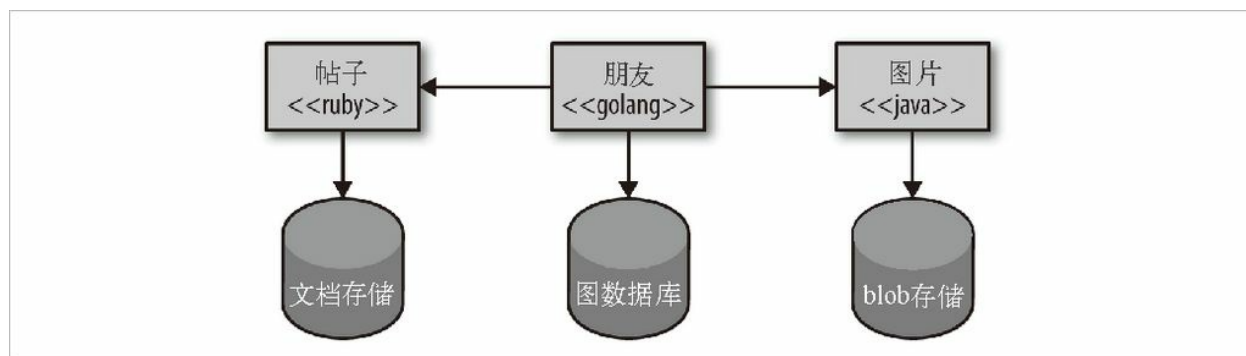 帖子
<<ruby>>
朋友
<<golang>>
图片
<<java>>
文档存储
图数据库
blob存储